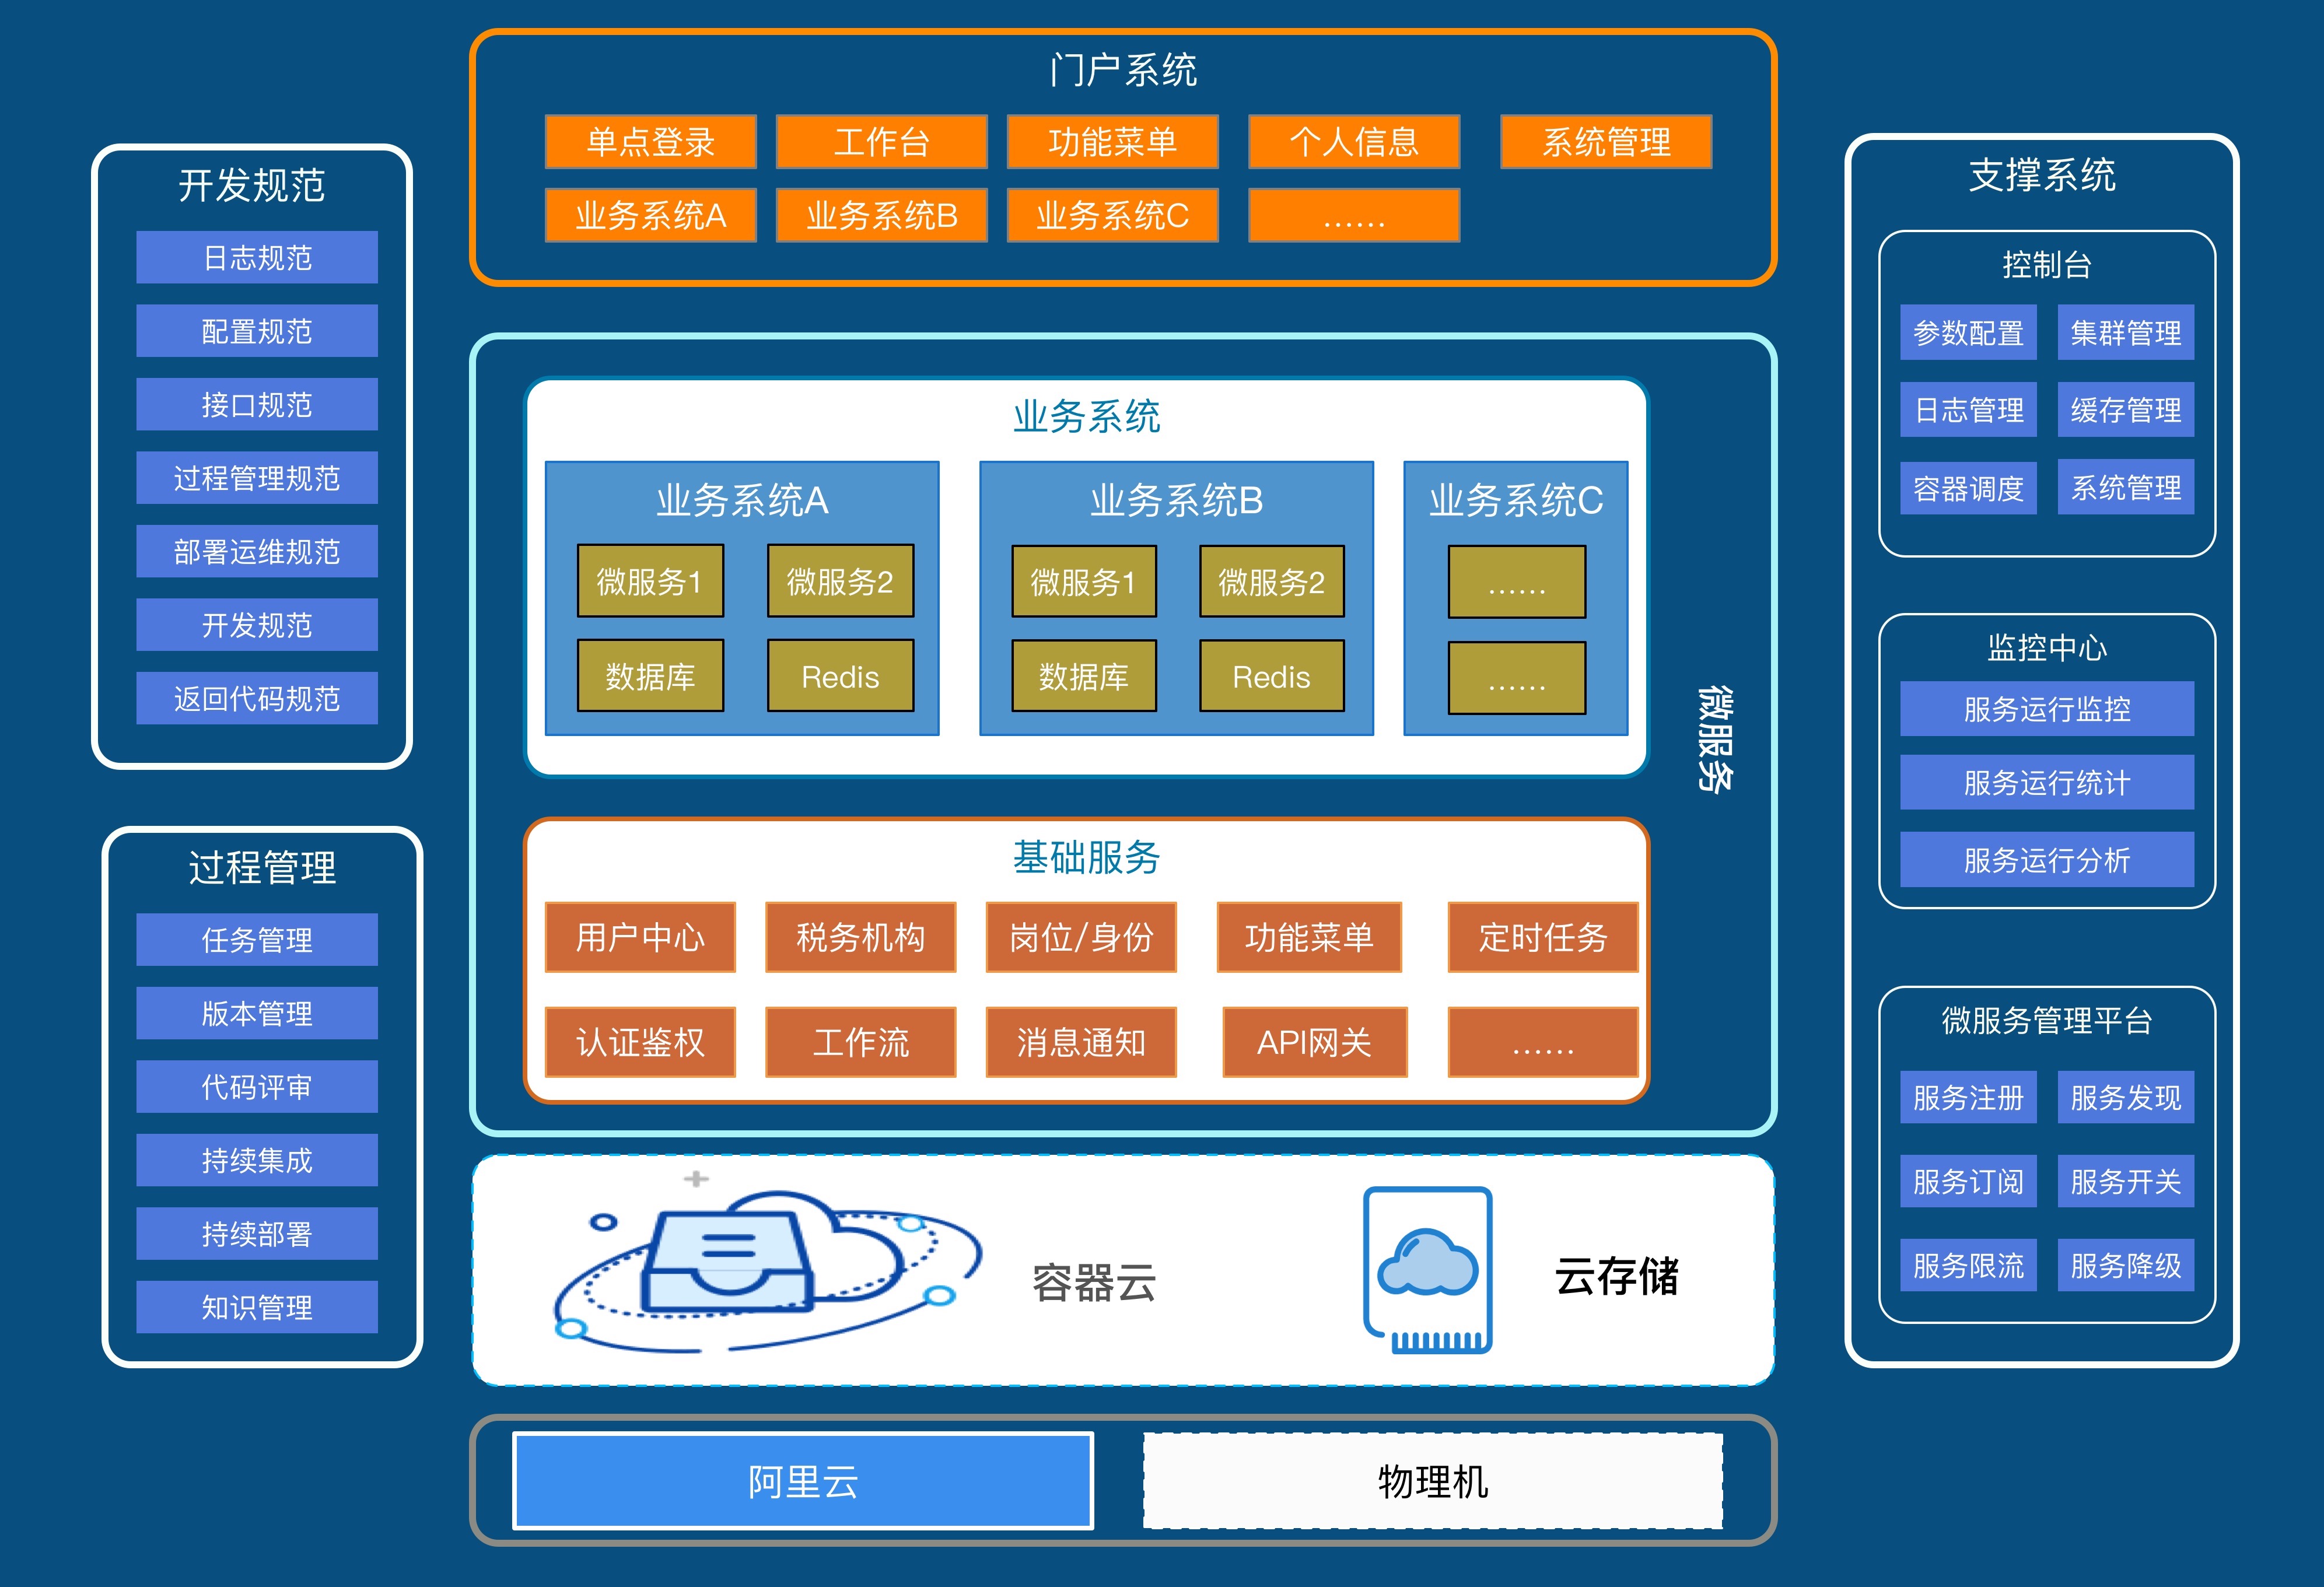 门户系统
单点登录 工作台 功能菜单 个人信息 系统管理
业务系统A 业务系统B 业务系统C ......
开发规范
日志规范
配置规范
接口规范
过程管理规范
部署运维规范
开发规范
返回代码规范
过程管理
任务管理
版本管理
代码评审
持续集成
持续部署
知识管理
业务系统
业务系统A
微服务1 微服务2
数据库 Redis
业务系统B
微服务1 微服务2
数据库 Redis
业务系统C
......
......
微服务
基础服务
用户中心 税务机构 岗位/身份 功能菜单 定时任务
认证鉴权 工作流 消息通知 API网关 ......
容器云
云存储
阿里云
物理机
支撑系统
控制台
参数配置 集群管理
日志管理 缓存管理
容器调度 系统管理
监控中心
服务运行监控
服务运行统计
服务运行分析
微服务管理平台
服务注册 服务发现
服务订阅 服务开关
服务限流 服务降级